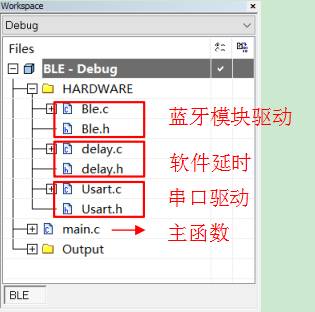 Workspace
Debug
Files
BLE - Debug
HARDWARE
Ble.c
Ble.h
蓝牙模块驱动
delay.c
delay.h
软件延时
Usart.c
Usart.h
串口驱动
main.c
主函数
Output
BLE